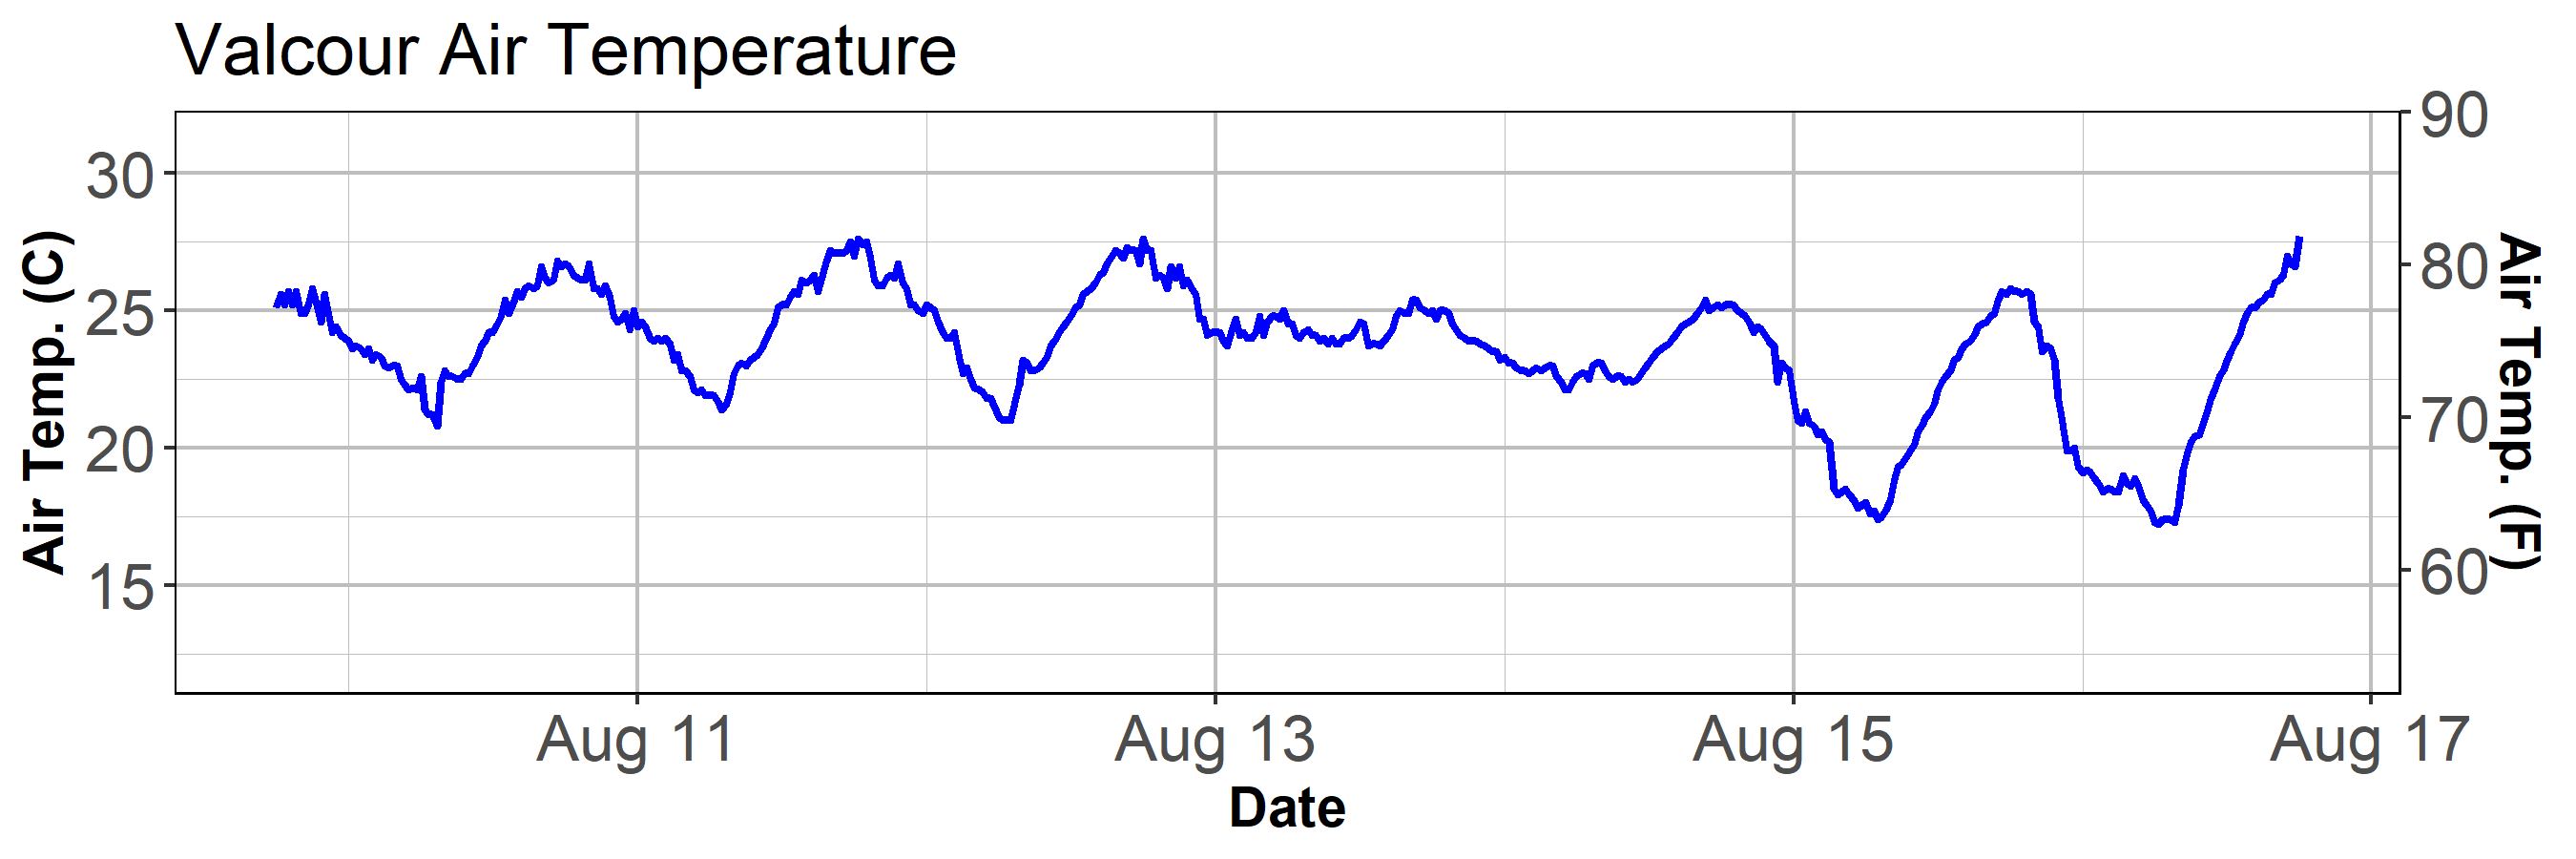 Valcour Air Temperature
Air Temp. (C)
30
25
20
15
90
80
70
60
Air Temp. (F)
Aug 11
Aug 13
Aug 15
Aug 17
Date